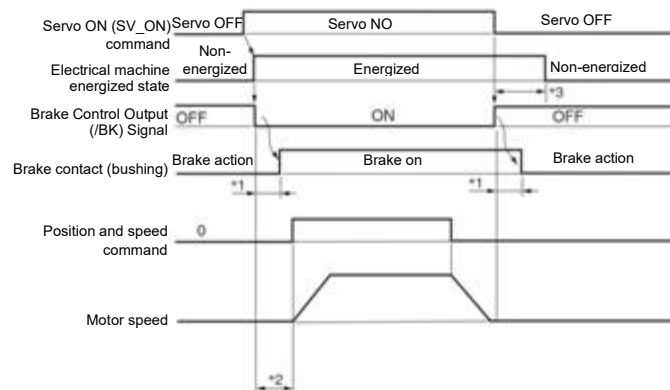 Servo ON (SV_ON) command
Servo OFF
Servo NO
Servo OFF
Electrical machine energized state
Non-energized
Energized
Non-energized
*3
Brake Control Output (/BK) Signal
OFF
ON
OFF
Brake contact (bushing)
Brake action
Brake on
Brake action
*1
*1
Position and speed command
0
Motor speed
*2